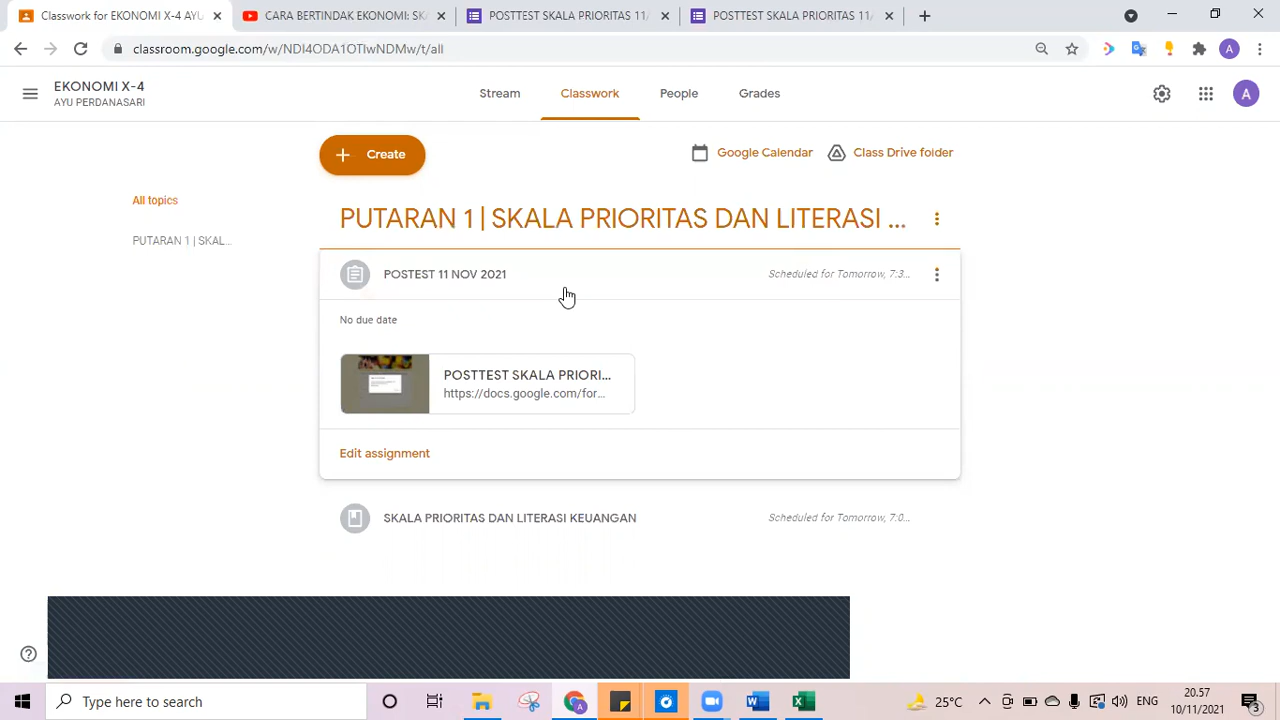 Classroom for EKONOMI X-4 AYU
CARA BERTINDAK EKONOMI: SK
POSTTEST SKALA PRIORITAS 11/
POSTTEST SKALA PRIORITAS 11/
classroom.google.com/w/NDI4ODA1OTIwNDMw/t/all
A
EKONOMI X-4
AYU PERDANASARI
Stream
Classwork
People
Grades
A
Create
Google Calendar
Class Drive folder
All topics
PUTARAN 1 | SKAL...
PUTARAN 1 | SKALA PRIORITAS DAN LITERASI ...
POSTEST 11 NOV 2021
Scheduled for Tomorrow, 7:3...
No due date
POSTTEST SKALA PRIORI...
https://docs.google.com/for...
Edit assignment
SKALA PRIORITAS DAN LITERASI KEUANGAN
Scheduled for Tomorrow, 7:0...
Type here to search
25°C
ENG
20.57
10/11/2021
3